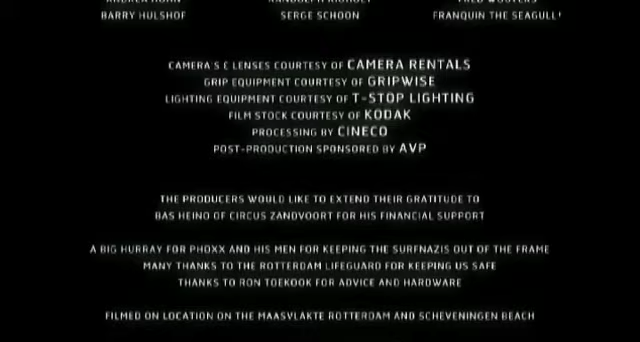 BARRY HULSHOF SERGE SCHOON FRANQUIN THE SEAGULL!
CAMERA'S & LENSES COURTESY OF CAMERA RENTALS
GRIP EQUIPMENT COURTESY OF GRIPWISE
LIGHTING EQUIPMENT COURTESY OF T-STOP LIGHTING
FILM STOCK COURTESY OF KODAK
PROCESSING BY CINECO
POST-PRODUCTION SPONSORED BY AVP
THE PRODUCERS WOULD LIKE TO EXTEND THEIR GRATITUDE TO
BAS HEINO OF CIRCUS ZANDVOORT FOR HIS FINANCIAL SUPPORT
A BIG HURRAY FOR PHOXX AND HIS MEN FOR KEEPING THE SURFNAZIS OUT OF THE FRAME
MANY THANKS TO THE ROTTERDAM LIFEGUARD FOR KEEPING US SAFE
THANKS TO RON TOEKOOK FOR ADVICE AND HARDWARE
FILMED ON LOCATION ON THE MAASVLAKTE ROTTERDAM AND SCHEVENINGEN BEACH